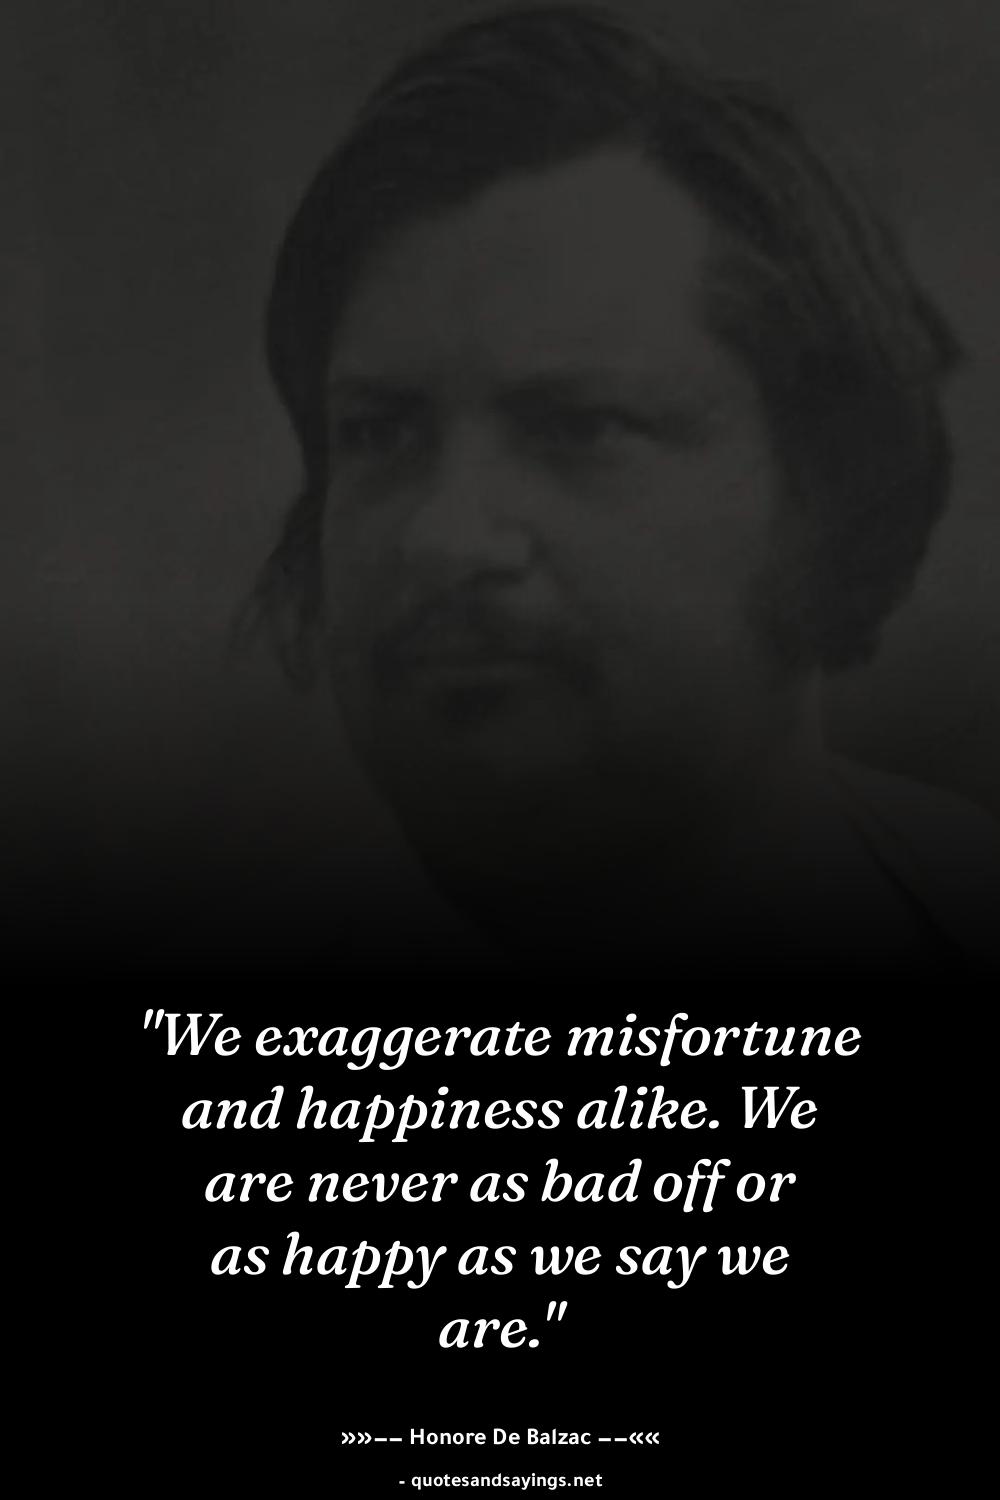 "We exaggerate misfortune
and happiness alike. We
are never as bad off or
as happy as we say we
are."
»»–– Honore De Balzac ––««
- quotesandsayings.net